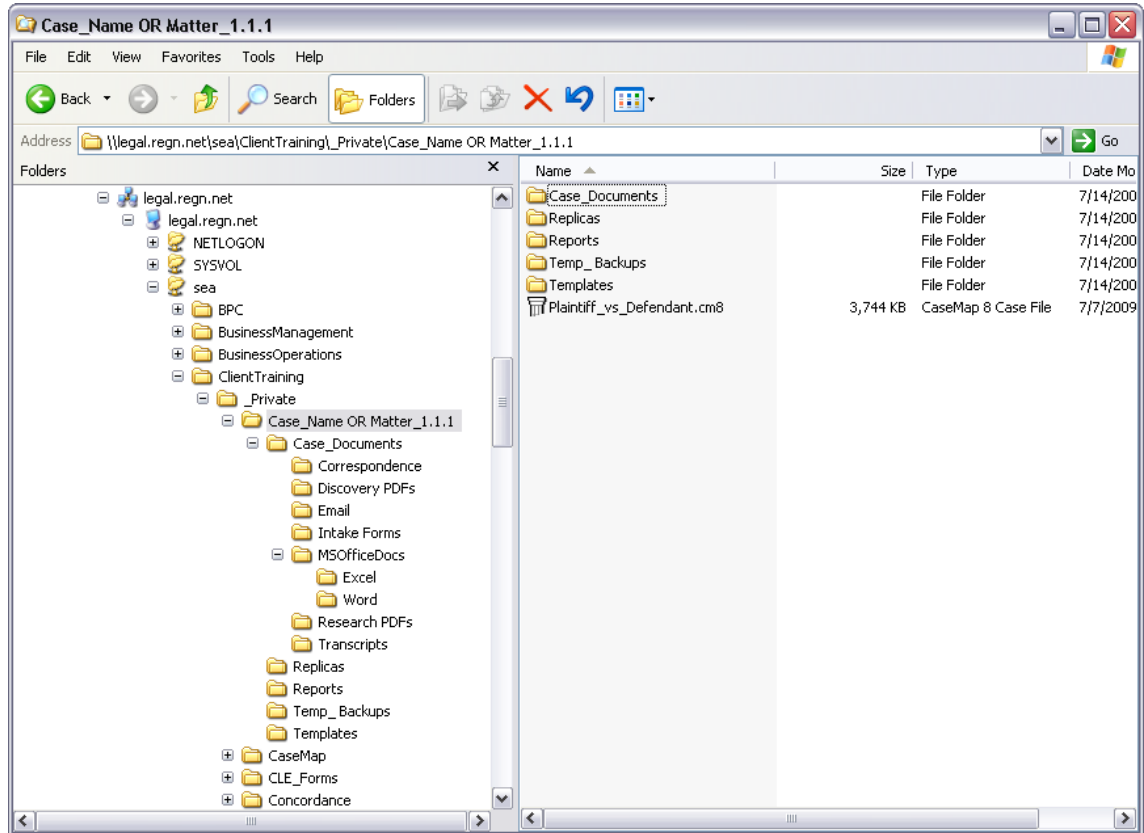 Case_Name OR Matter_1.1.1
File Edit View Favorites Tools Help
Back Search Folders
Address \\legal.regn.net\sea\ClientTraining\_Private\Case_Name OR Matter_1.1.1 Go
Folders x
Name Size Type Date Mo
legal.regn.net
legal.regn.net
NETLOGON
SYSVOL
sea
BPC
BusinessManagement
BusinessOperations
ClientTraining
_Private
Case_Name OR Matter_1.1.1
Case_Documents
Correspondence
Discovery PDFs
Email
Intake Forms
MSOfficeDocs
Excel
Word
Research PDFs
Transcripts
Replicas
Reports
Temp_ Backups
Templates
CaseMap
CLE_Forms
Concordance
Case_Documents File Folder 7/14/200
Replicas File Folder 7/14/200
Reports File Folder 7/14/200
Temp_ Backups File Folder 7/14/200
Templates File Folder 7/14/200
Plaintiff_vs_Defendant.cm8 3,744 KB CaseMap 8 Case File 7/7/2009